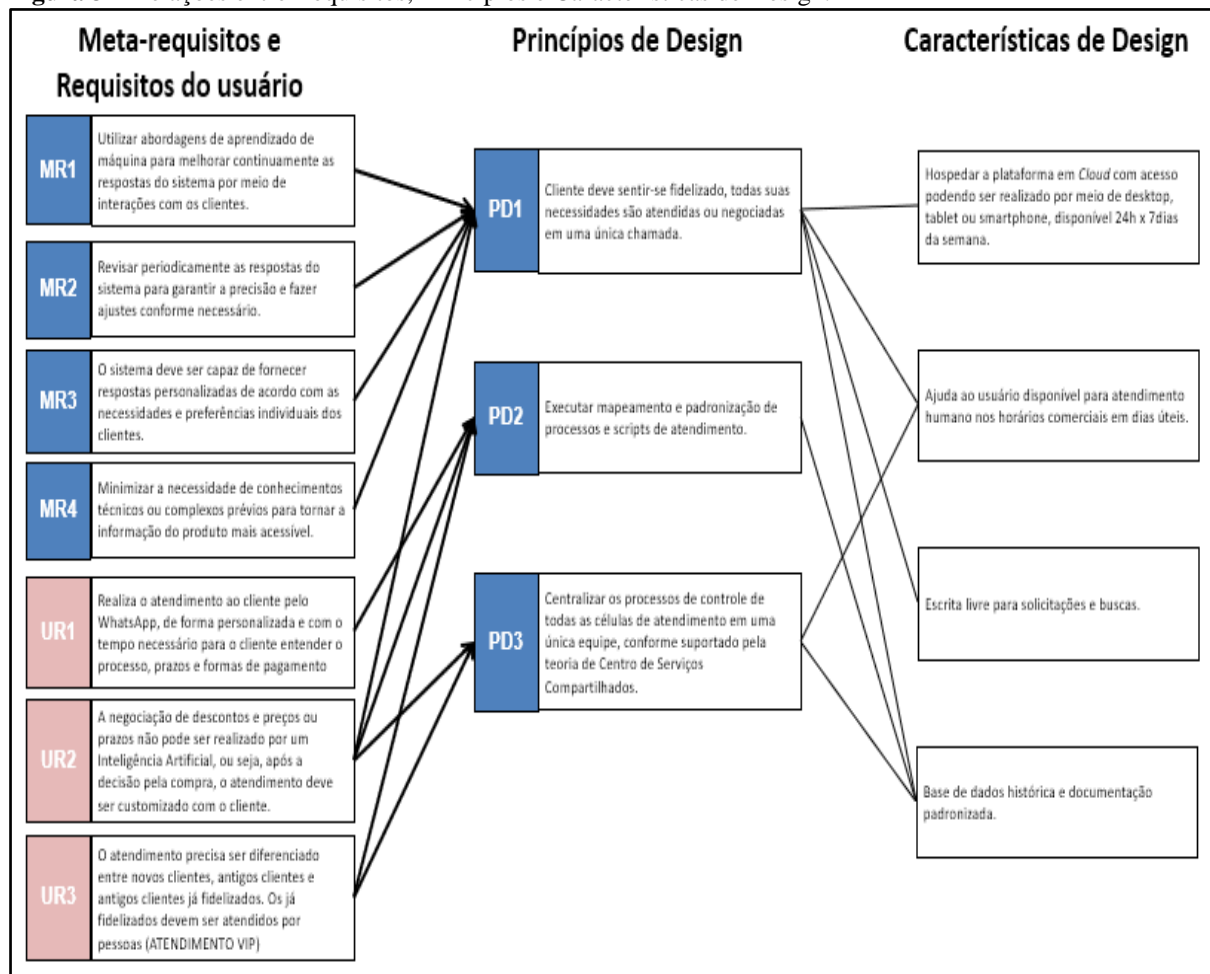 Meta-requisitos e
Requisitos do usuário
Princípios de Design
Características de Design
MR1
Utilizar abordagens de aprendizado de
máquina para melhorar continuamente as
respostas do sistema por meio de
interações com os clientes.
MR2
Revisar periodicamente as respostas do
sistema para garantir a precisão e fazer
ajustes conforme necessário.
MR3
O sistema deve ser capaz de fornecer
respostas personalizadas de acordo com as
necessidades e preferências individuais dos
clientes.
MR4
Minimizar a necessidade de conhecimentos
técnicos ou complexos prévios para tornar a
informação do produto mais acessível.
UR1
Realiza o atendimento ao cliente pelo
WhatsApp, de forma personalizada e com o
tempo necessário para o cliente entender o
processo, prazos e formas de pagamento
UR2
A negociação de descontos e preços ou
prazos não pode ser realizado por um
Inteligência Artificial, ou seja, após a
decisão pela compra, o atendimento deve
ser customizado com o cliente.
UR3
O atendimento precisa ser diferenciado
entre novos clientes, antigos clientes e
antigos clientes já fidelizados. Os já
fidelizados devem ser atendidos por
pessoas (ATENDIMENTO VIP)
PD1
Cliente deve sentir-se fidelizado, todas suas
necessidades são atendidas ou negociadas
em uma única chamada.
PD2
Executar mapeamento e padronização de
processos e scripts de atendimento.
PD3
Centralizar os processos de controle de
todas as células de atendimento em uma
única equipe, conforme suportado pela
teoria de Centro de Serviços
Compartilhados.
Hospedar a plataforma em Cloud com acesso
podendo ser realizado por meio de desktop,
tablet ou smartphone, disponível 24h x 7dias
da semana.
Ajuda ao usuário disponível para atendimento
humano nos horários comerciais em dias úteis.
Escrita livre para solicitações e buscas.
Base de dados histórica e documentação
padronizada.